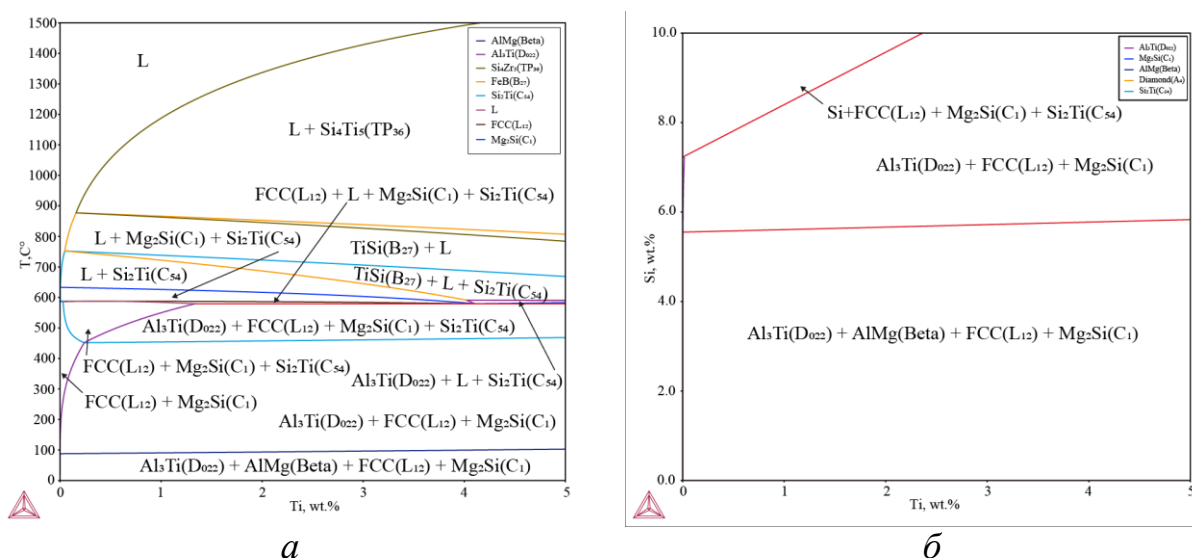 1500
1400
1300
1200
1100
1000
900
800
700
600
500
400
300
200
100
0
T,C°
0
1
2
3
4
5
Ti, wt.%
AlMg(Beta)
Al₃Ti(D₀₂₂)
Si₄Zr₅(TP₃₆)
FeB(B₂₇)
Si₂Ti(C₅₄)
L
FCC(L₁₂)
Mg₂Si(C₁)
L
L + Si₄Ti₅(TP₃₆)
FCC(L₁₂) + L + Mg₂Si(C₁) + Si₂Ti(C₅₄)
L + Mg₂Si(C₁) + Si₂Ti(C₅₄)
TiSi(B₂₇) + L
L + Si₂Ti(C₅₄)
TiSi(B₂₇) + L + Si₂Ti(C₅₄)
Al₃Ti(D₀₂₂) + FCC(L₁₂) + Mg₂Si(C₁) + Si₂Ti(C₅₄)
FCC(L₁₂) + Mg₂Si(C₁) + Si₂Ti(C₅₄)
Al₃Ti(D₀₂₂) + L + Si₂Ti(C₅₄)
FCC(L₁₂) + Mg₂Si(C₁)
Al₃Ti(D₀₂₂) + FCC(L₁₂) + Mg₂Si(C₁)
Al₃Ti(D₀₂₂) + AlMg(Beta) + FCC(L₁₂) + Mg₂Si(C₁)
а
10.0
8.0
6.0
4.0
2.0
0.0
Si, wt.%
0
1
2
3
4
5
Ti, wt.%
Al₃Ti(D₀₂₂)
Mg₂Si(C₁)
AlMg(Beta)
Diamond(A₄)
Si₂Ti(C₅₄)
Si+FCC(L₁₂) + Mg₂Si(C₁) + Si₂Ti(C₅₄)
Al₃Ti(D₀₂₂) + FCC(L₁₂) + Mg₂Si(C₁)
Al₃Ti(D₀₂₂) + AlMg(Beta) + FCC(L₁₂) + Mg₂Si(C₁)
б